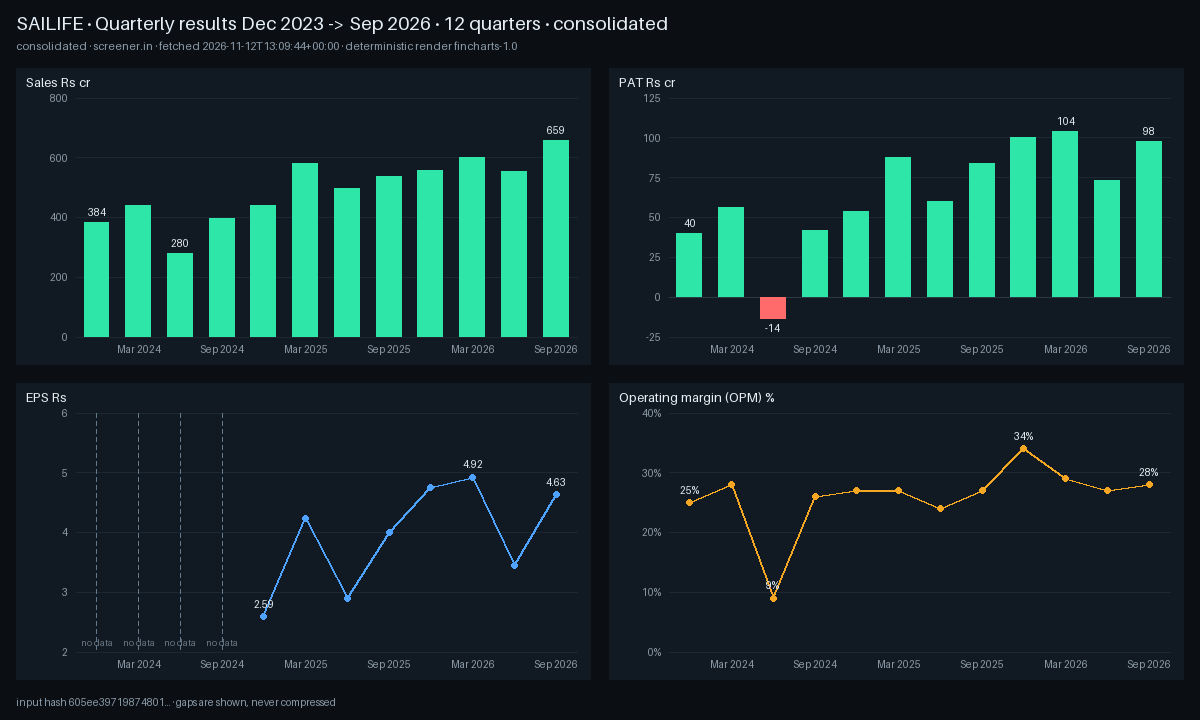 SAILIFE · Quarterly results Dec 2023 -> Sep 2026 · 12 quarters · consolidated
consolidated · screener.in · fetched 2026-11-12T13:09:44+00:00 · deterministic render fincharts-1.0
Sales Rs cr
800
600
400
200
0
384
280
659
Mar 2024
Sep 2024
Mar 2025
Sep 2025
Mar 2026
Sep 2026
PAT Rs cr
125
100
75
50
25
0
-25
40
-14
104
98
Mar 2024
Sep 2024
Mar 2025
Sep 2025
Mar 2026
Sep 2026
EPS Rs
6
5
4
3
2
no data
no data
no data
no data
2.59
4.92
4.63
Mar 2024
Sep 2024
Mar 2025
Sep 2025
Mar 2026
Sep 2026
Operating margin (OPM) %
40%
30%
20%
10%
0%
25%
9%
34%
28%
Mar 2024
Sep 2024
Mar 2025
Sep 2025
Mar 2026
Sep 2026
input hash 605ee39719874801… · gaps are shown, never compressed